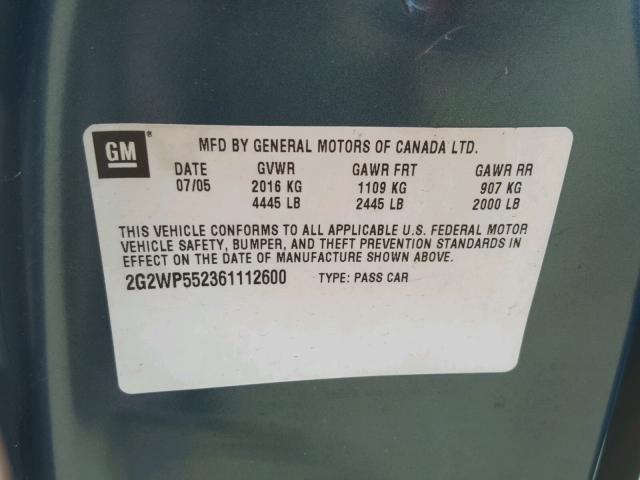 GM ® MFD BY GENERAL MOTORS OF CANADA LTD.
DATE GVWR GAWR FRT GAWR RR
07/05 2016 KG 1109 KG 907 KG
4445 LB 2445 LB 2000 LB
THIS VEHICLE CONFORMS TO ALL APPLICABLE U.S. FEDERAL MOTOR
VEHICLE SAFETY, BUMPER, AND THEFT PREVENTION STANDARDS IN
EFFECT ON THE DATE OF MANUFACTURE SHOWN ABOVE.
2G2WP552361112600 TYPE: PASS CAR